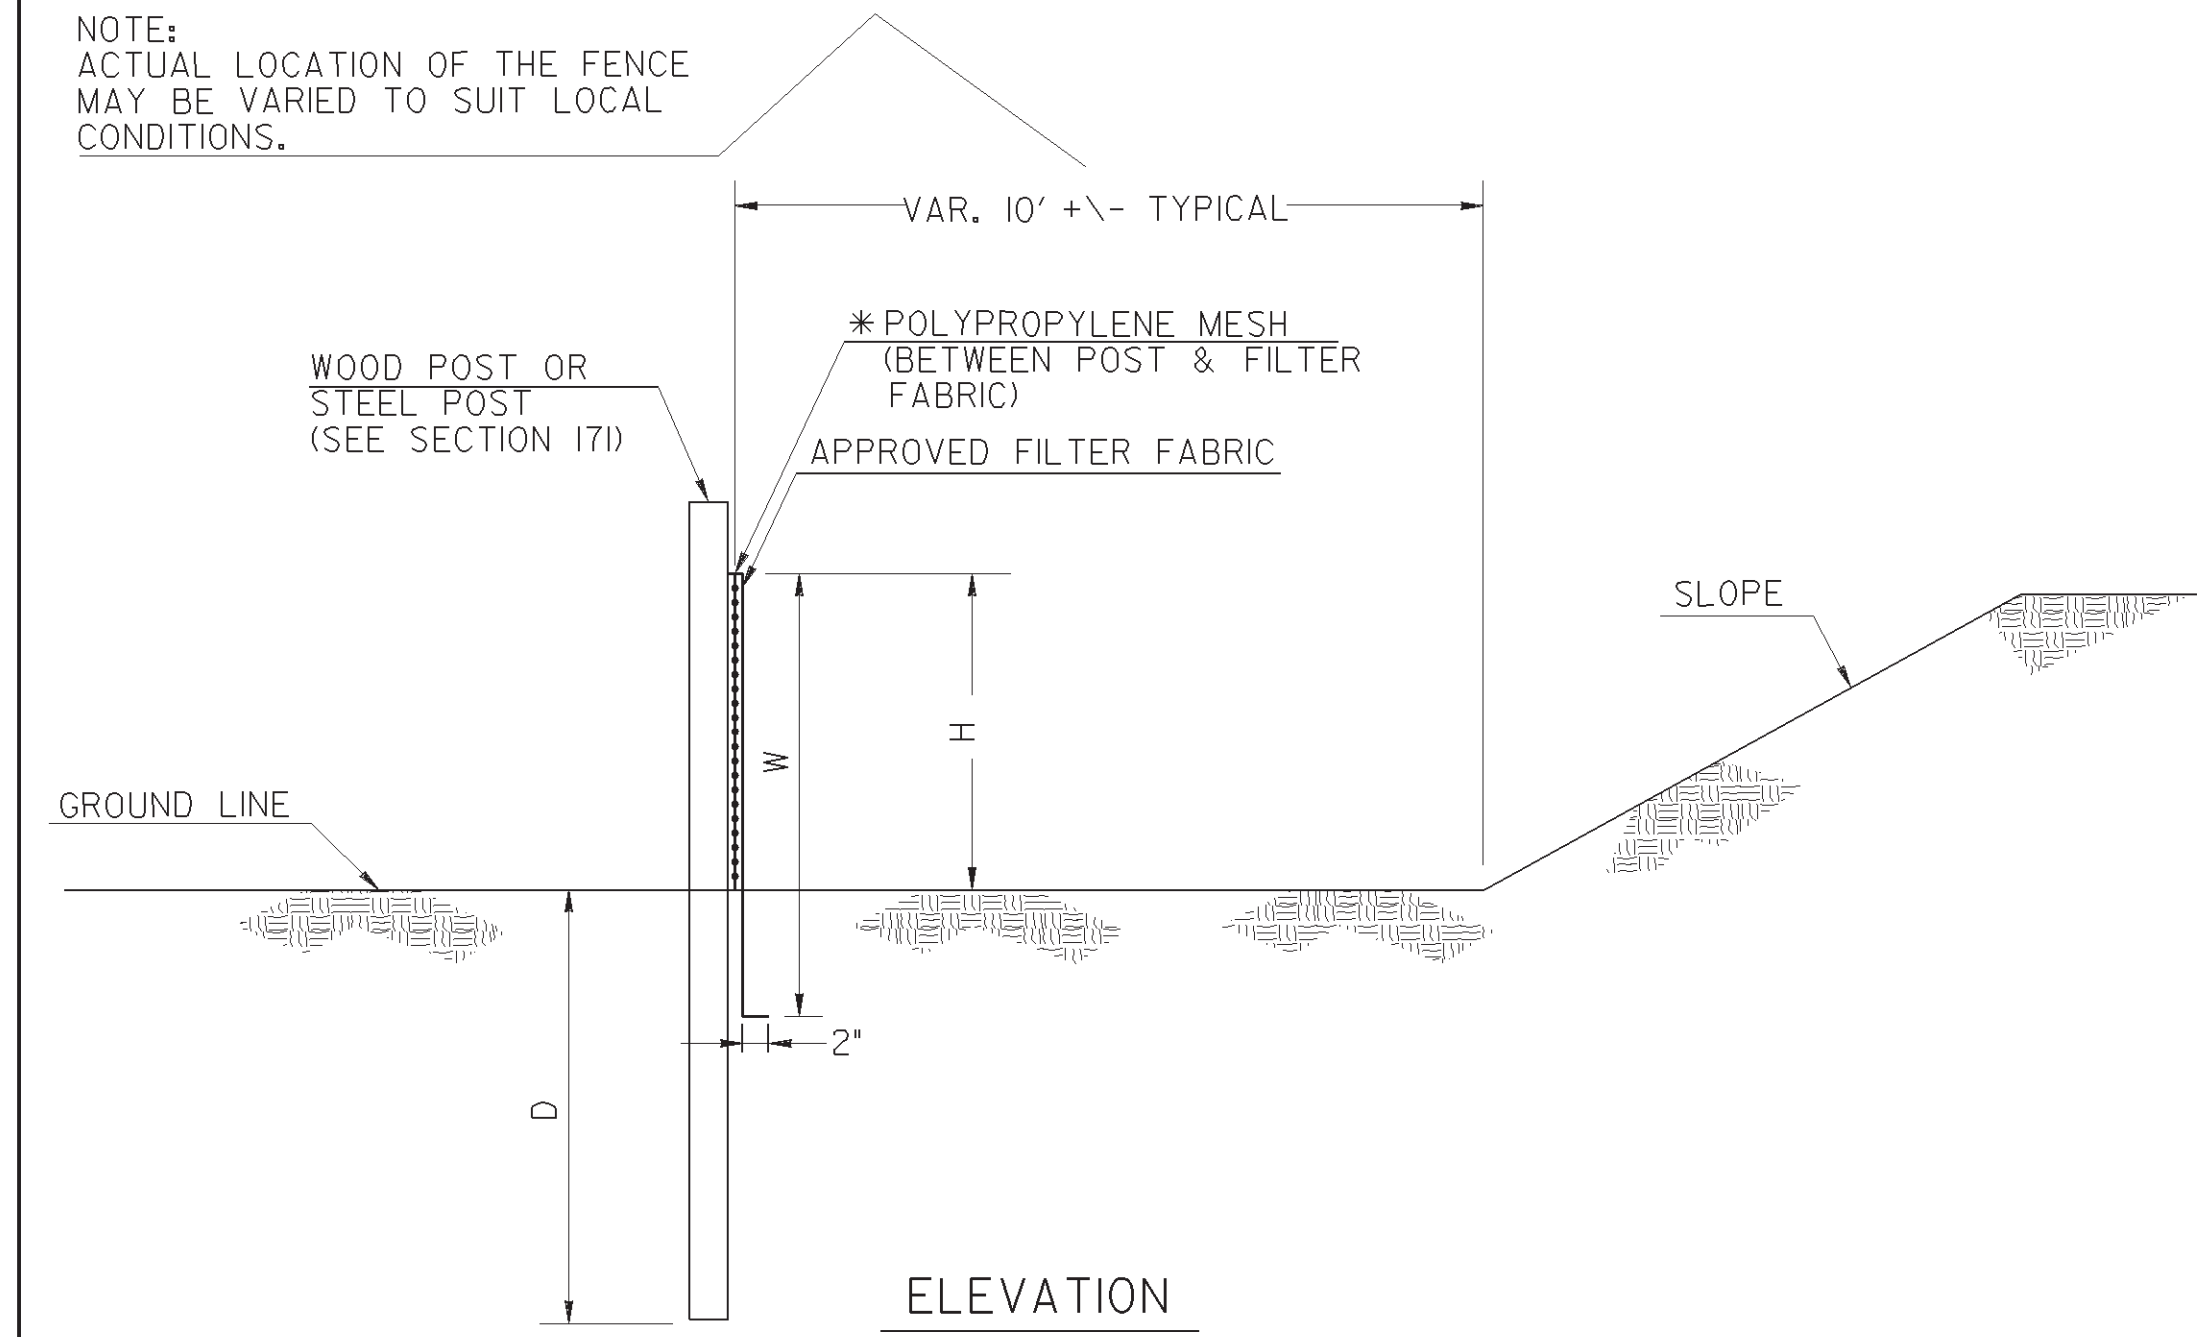 NOTE:
ACTUAL LOCATION OF THE FENCE
MAY BE VARIED TO SUIT LOCAL
CONDITIONS.
VAR. 10' +\- TYPICAL
* POLYPROPYLENE MESH
(BETWEEN POST & FILTER
FABRIC)
WOOD POST OR
STEEL POST
(SEE SECTION 171)
APPROVED FILTER FABRIC
SLOPE
H
W
GROUND LINE
2"
D
ELEVATION